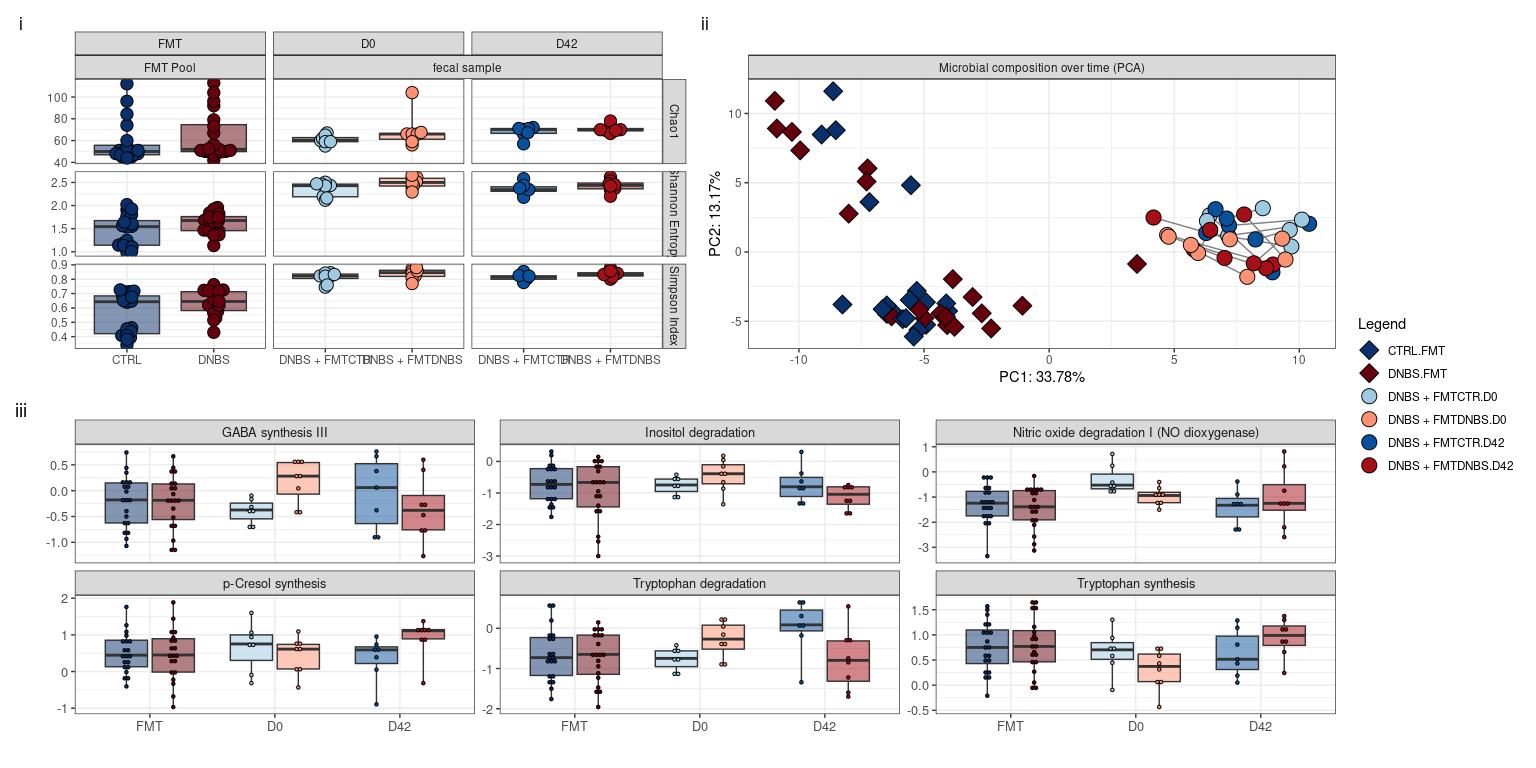 i
FMT
D0
D42
FMT Pool
fecal sample
Chao1
100
80
60
40
Shannon Entropy
2.5
2.0
1.5
1.0
Simpson Index
0.9
0.8
0.7
0.6
0.5
0.4
CTRL
DNBS
DNBS + FMTCTR
DNBS + FMTDNBS
DNBS + FMTCTR
DNBS + FMTDNBS
ii
Microbial composition over time (PCA)
PC2: 13.17%
10
5
0
-5
-10
-5
0
5
10
PC1: 33.78%
Legend
CTRL.FMT
DNBS.FMT
DNBS + FMTCTR.D0
DNBS + FMTDNBS.D0
DNBS + FMTCTR.D42
DNBS + FMTDNBS.D42
iii
GABA synthesis III
0.5
0.0
-0.5
-1.0
Inositol degradation
0
-1
-2
-3
Nitric oxide degradation I (NO dioxygenase)
1
0
-1
-2
-3
p-Cresol synthesis
2
1
0
-1
FMT
D0
D42
Tryptophan degradation
0
-1
-2
FMT
D0
D42
Tryptophan synthesis
1.5
1.0
0.5
0.0
-0.5
FMT
D0
D42